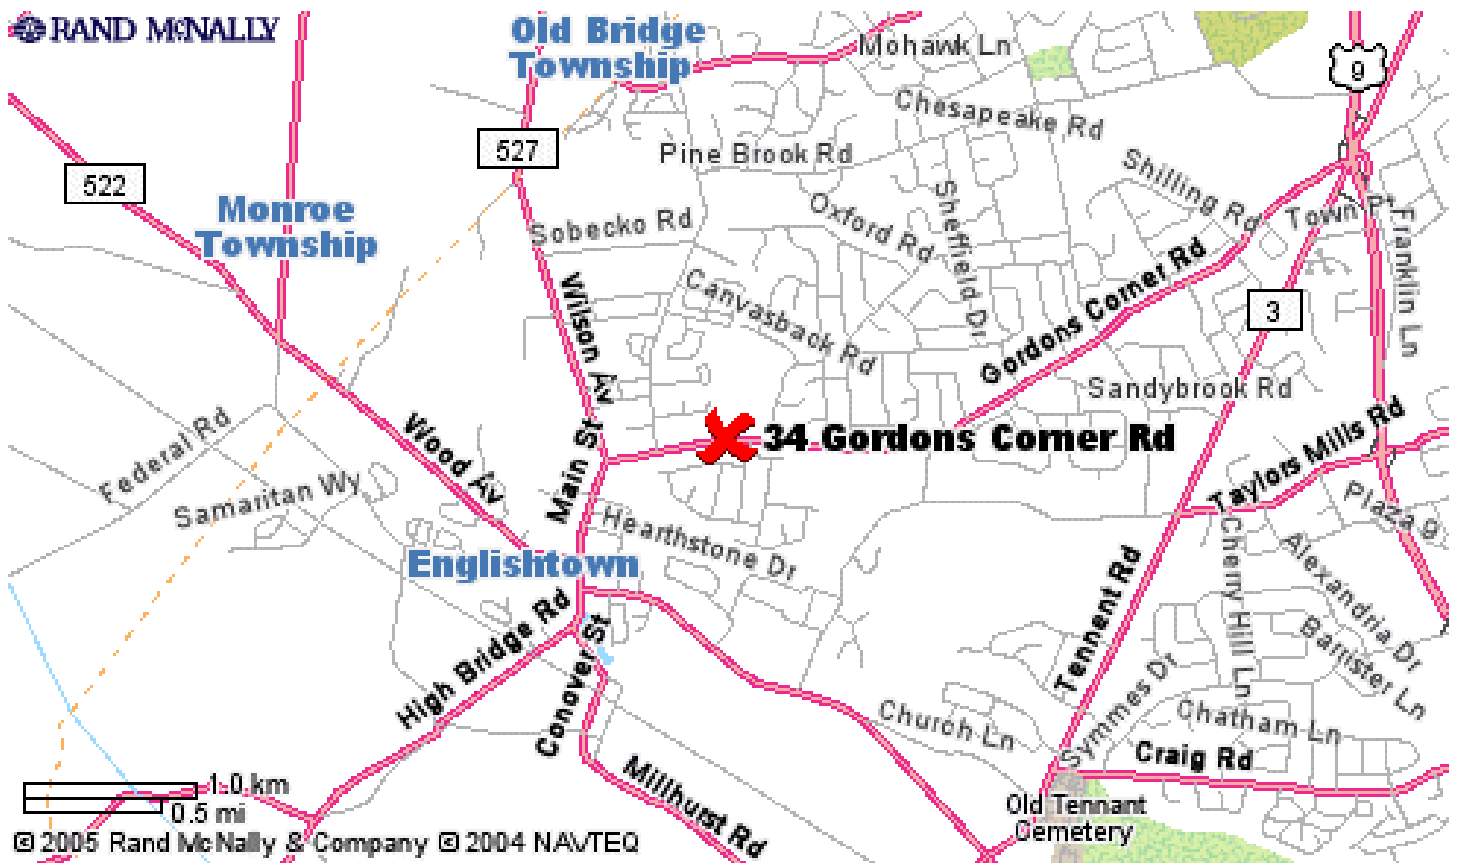 RAND McNALLY
Old Bridge
Township
Mohawk Ln
9
Chesapeake Rd
527
Pine Brook Rd
522
Shilling Rd
Monroe
Township
Sobecko Rd
Oxford Rd
Sheffield Dr
Town P
Franklin Ln
Wilson Av
Canvasback Rd
Gordons Corner Rd
3
Sandybrook Rd
Federal Rd
Wood Av
Main St
34 Gordons Corner Rd
Taylors Mills Rd
Samaritan Wy
Plaza 9
Hearthstone Dr
Englishtown
Cherry Hill Ln
Alexandria Dr
Tennent Rd
High Bridge Rd
Conover St
Barrister Ln
Symmes Dr
Church Ln
Chatham Ln
Craig Rd
Millhurst Rd
1.0 km
0.5 mi
Old Tennant
Cemetery
© 2005 Rand McNally & Company © 2004 NAVTEQ